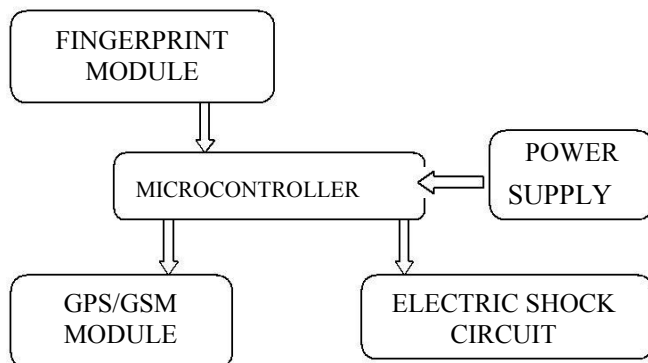 FINGERPRINT
MODULE
MICROCONTROLLER
POWER
SUPPLY
GPS/GSM
MODULE
ELECTRIC SHOCK
CIRCUIT